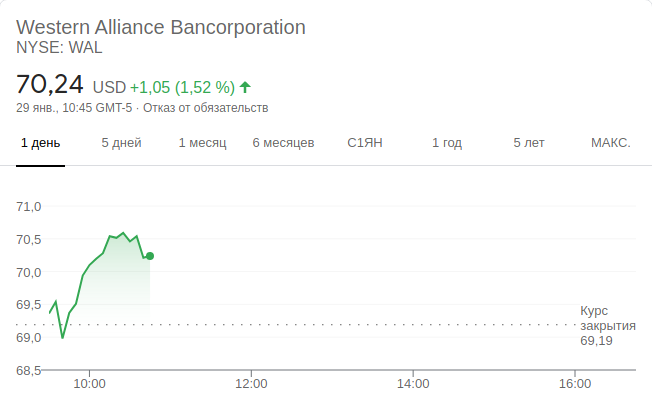 Western Alliance Bancorporation
NYSE: WAL
70,24 USD +1,05 (1,52 %)
29 янв., 10:45 GMT-5 · Отказ от обязательств
1 день 5 дней 1 месяц 6 месяцев С1ЯН 1 год 5 лет МАКС.
71,0
70,5
70,0
69,5
69,0
68,5
Курс
закрытия
69,19
10:00 12:00 14:00 16:00